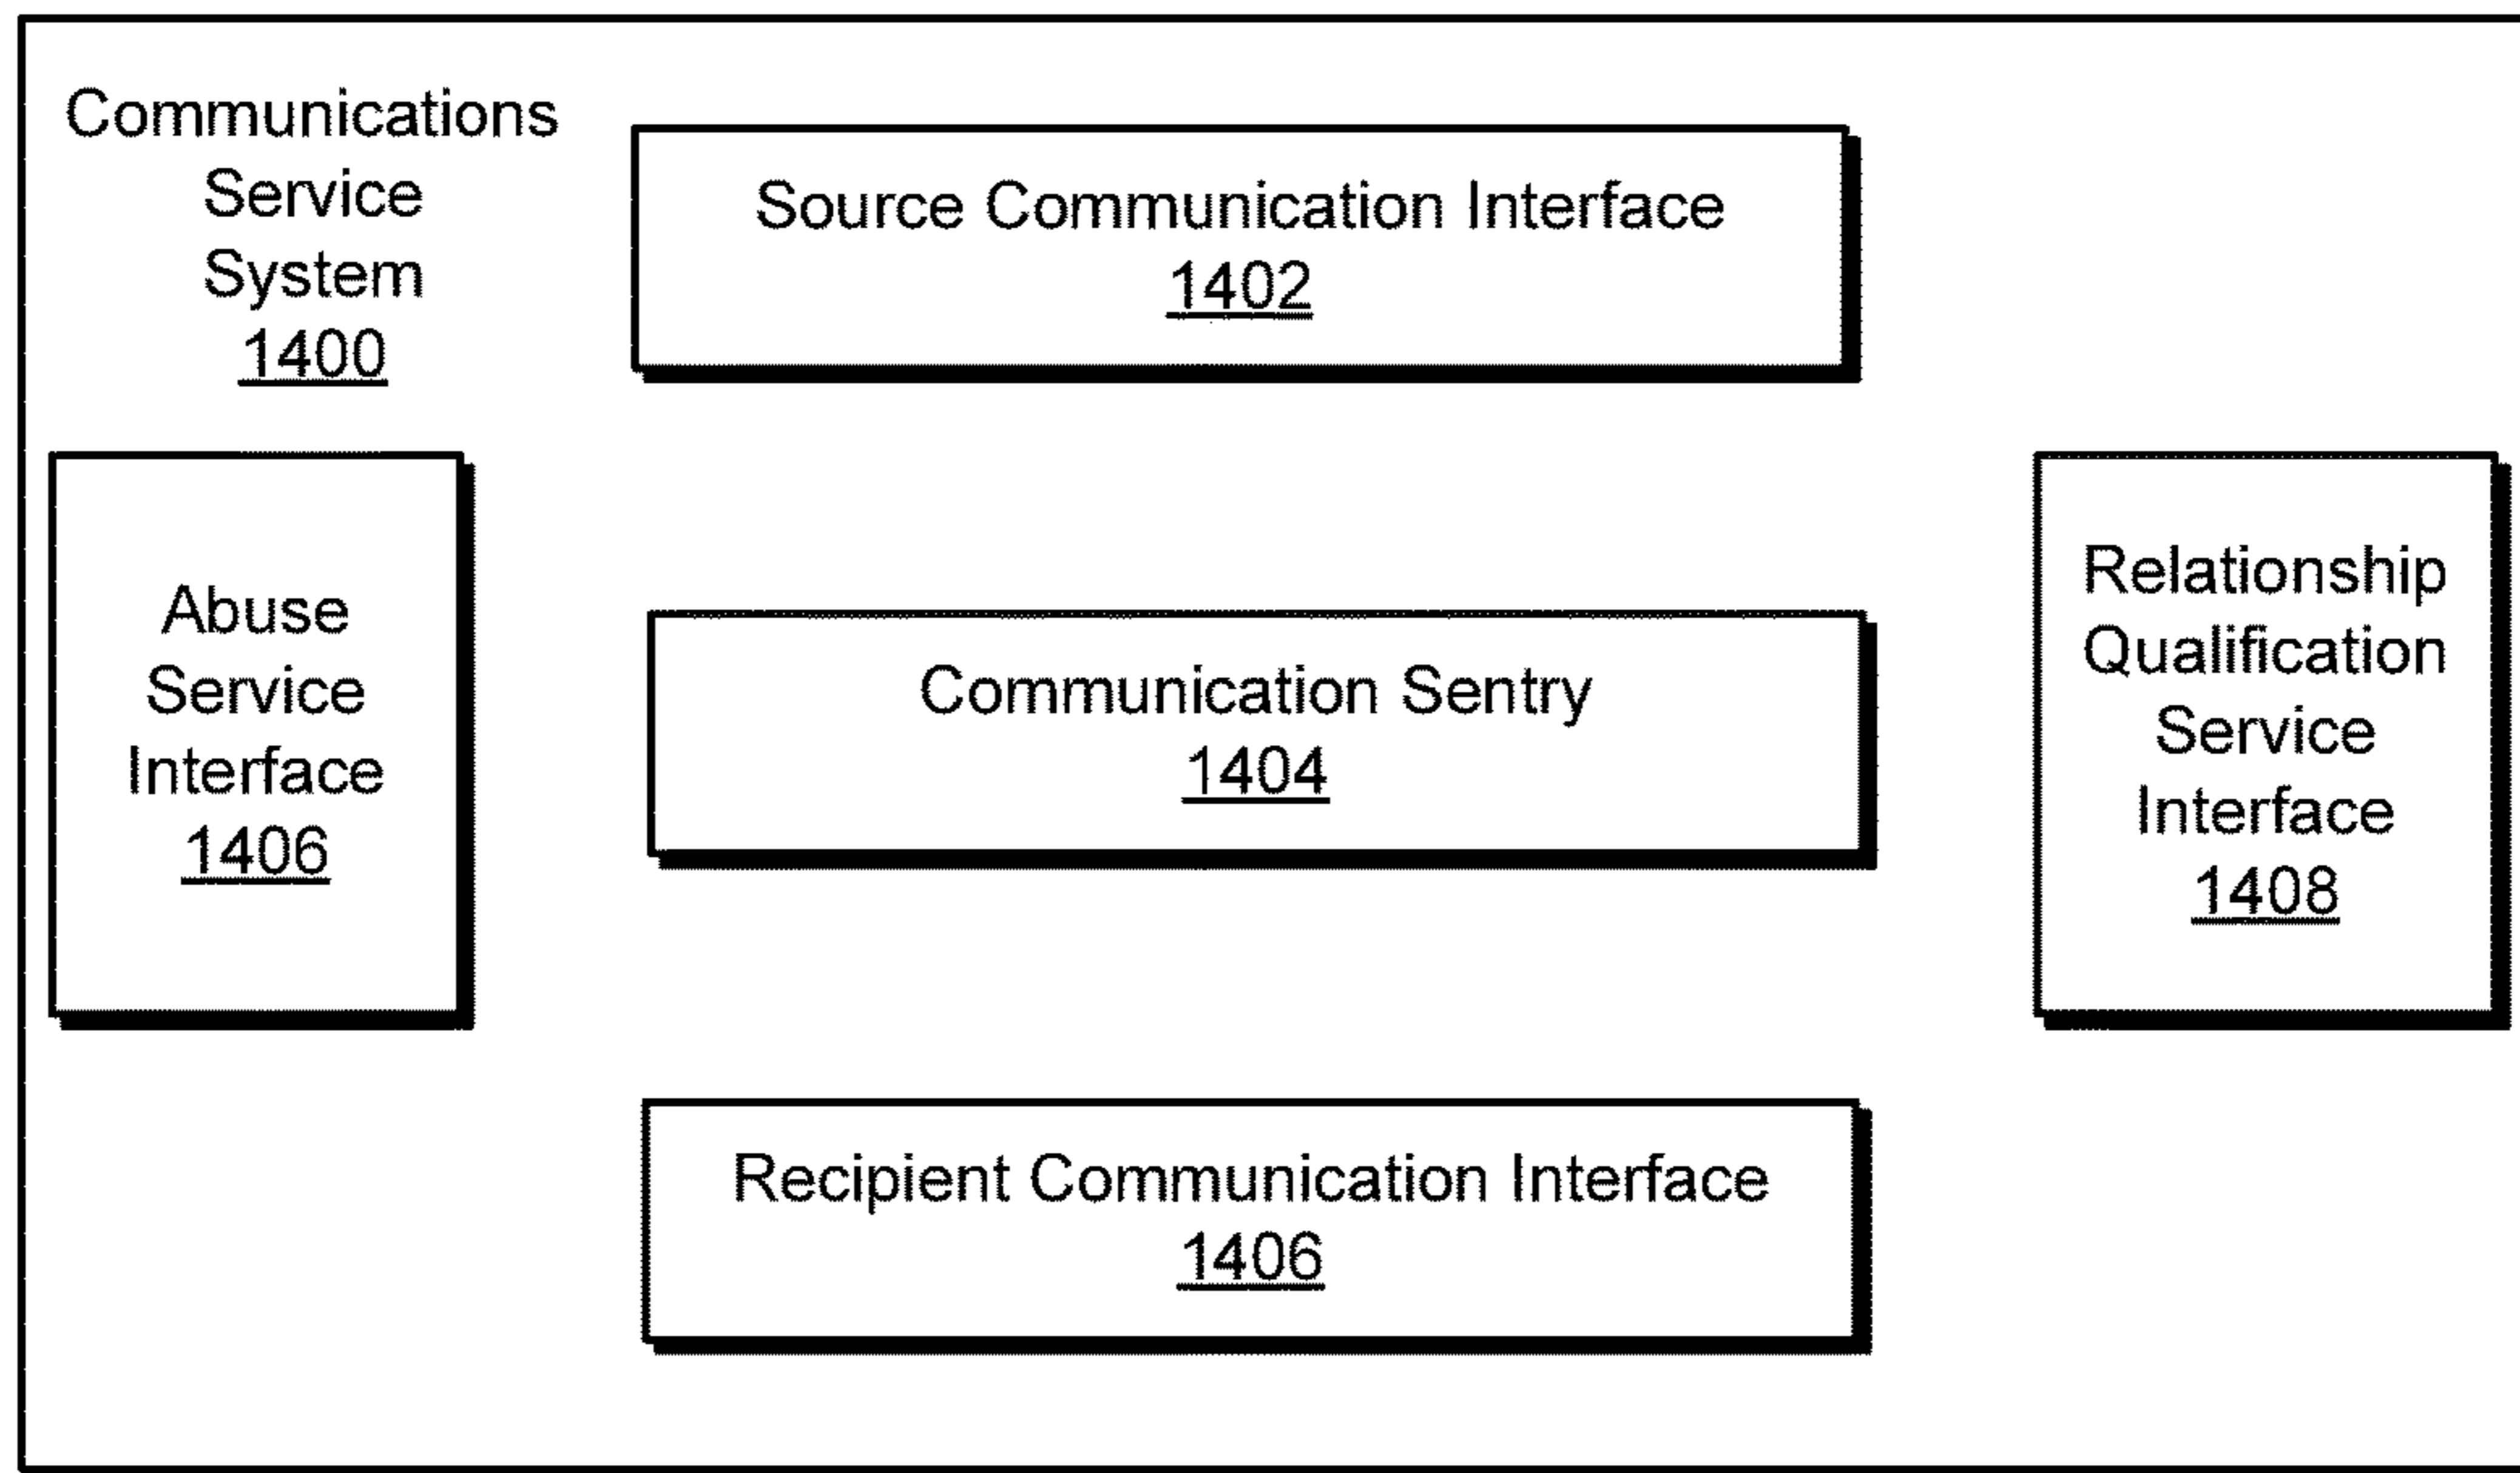 Communications
Service
System
1400
Source Communication Interface
1402
Abuse
Service
Interface
1406
Communication Sentry
1404
Relationship
Qualification
Service
Interface
1408
Recipient Communication Interface
1406